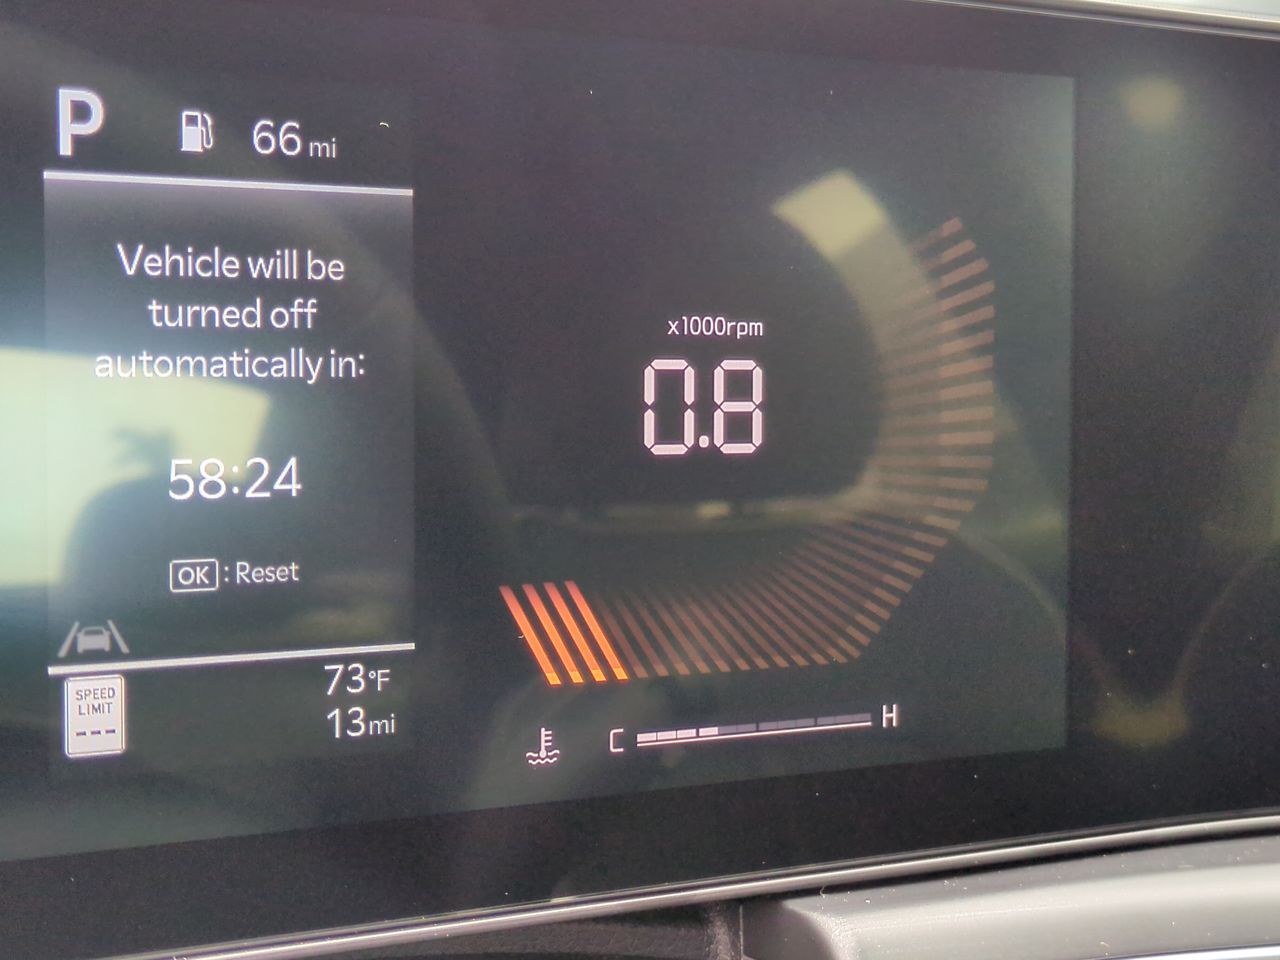 P 66 mi
Vehicle will be
turned off
automatically in:
58:24
OK : Reset
SPEED
LIMIT
---
73°F
13mi
x1000rpm
0.8
C H